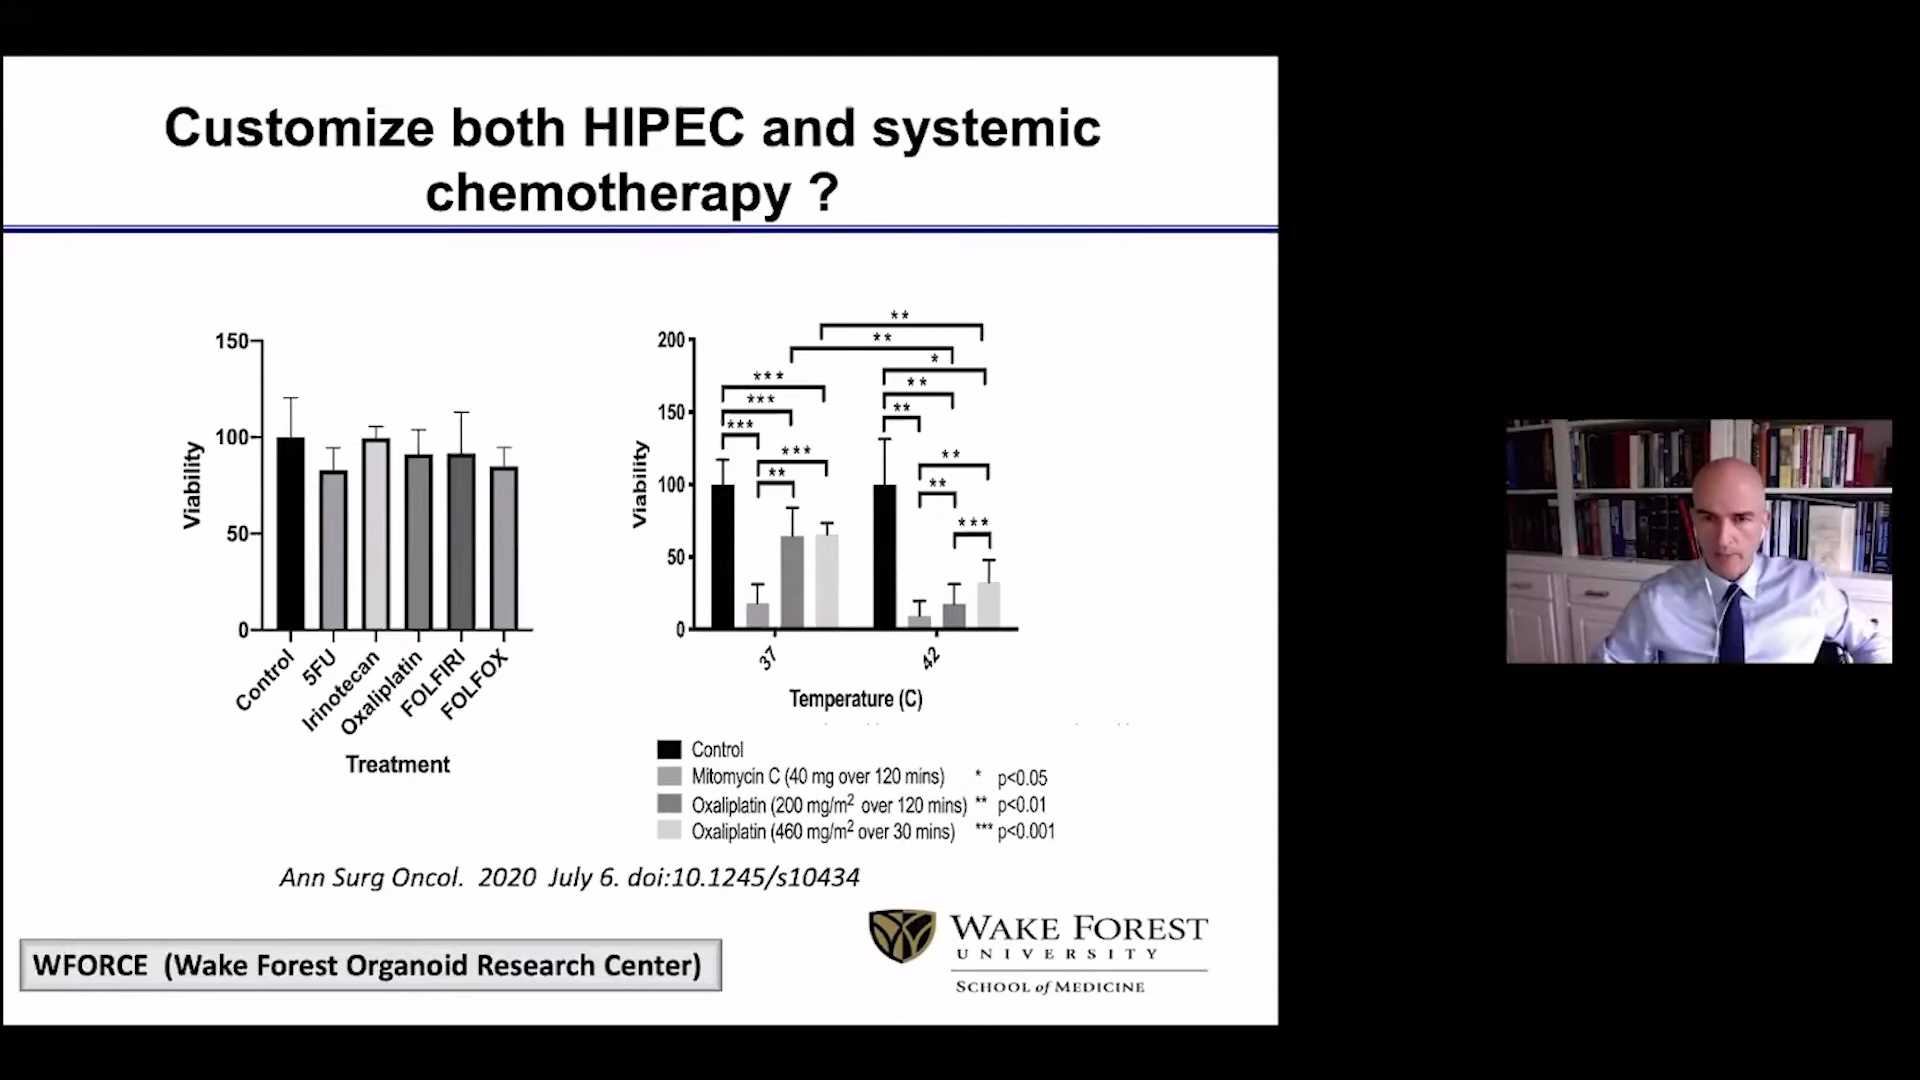 Customize both HIPEC and systemic
chemotherapy ?
150
100
50
0
Viability
Control
5FU
Irinotecan
Oxaliplatin
FOLFIRI
FOLFOX
Treatment
200
150
100
50
0
Viability
**
**
*
***
**
***
**
***
***
**
**
**
***
37
42
Temperature (C)
Control
Mitomycin C (40 mg over 120 mins) * p<0.05
Oxaliplatin (200 mg/m2 over 120 mins) ** p<0.01
Oxaliplatin (460 mg/m2 over 30 mins) *** p<0.001
Ann Surg Oncol. 2020 July 6. doi:10.1245/s10434
WFORCE (Wake Forest Organoid Research Center)
WAKE FOREST
UNIVERSITY
SCHOOL of MEDICINE